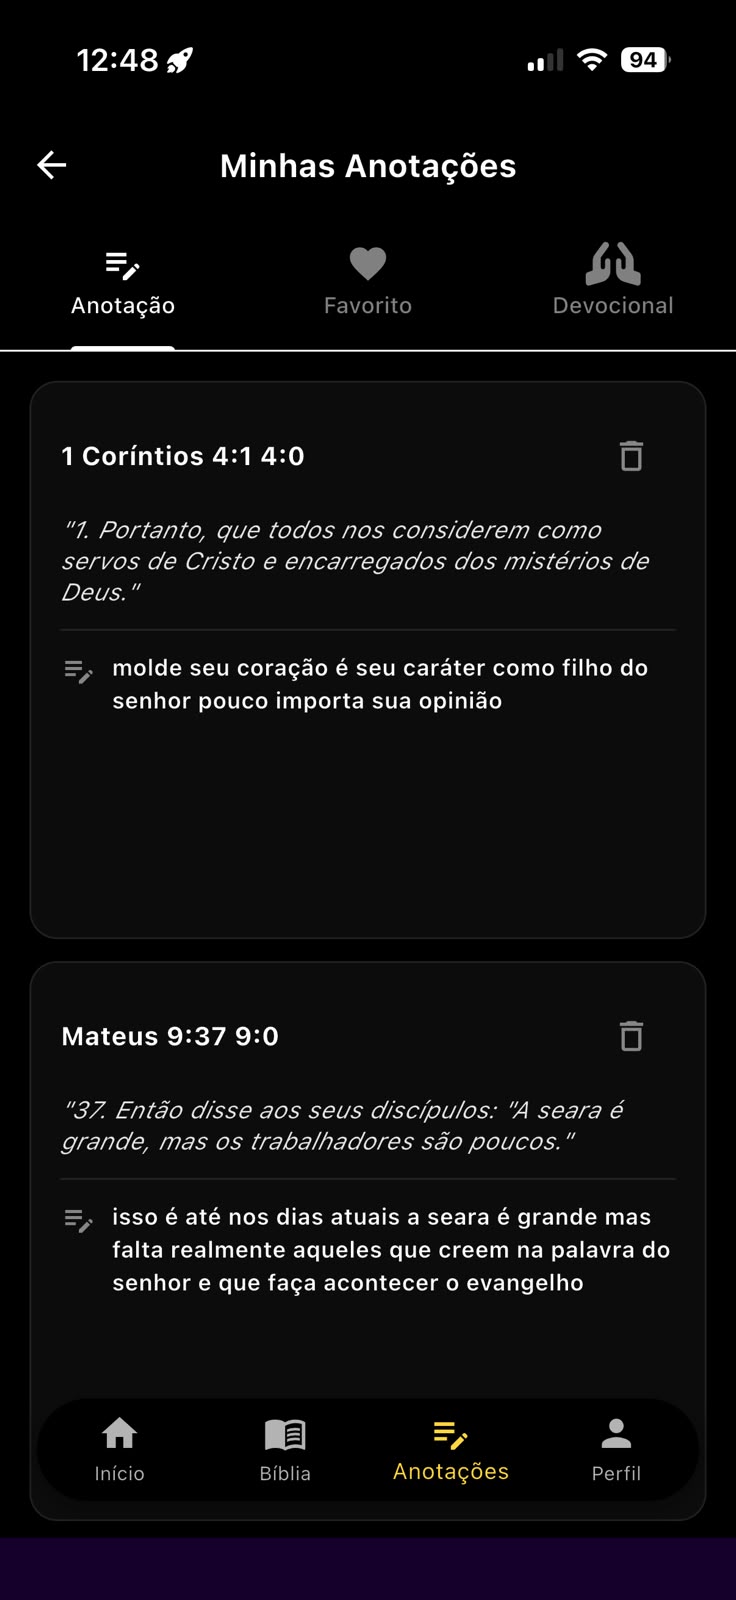 12:48
94
Minhas Anotações
Anotação
Favorito
Devocional
1 Coríntios 4:1 4:0
"1. Portanto, que todos nos considerem como
servos de Cristo e encarregados dos mistérios de
Deus."
molde seu coração é seu caráter como filho do
senhor pouco importa sua opinião
Mateus 9:37 9:0
"37. Então disse aos seus discípulos: "A seara é
grande, mas os trabalhadores são poucos."
isso é até nos dias atuais a seara é grande mas
falta realmente aqueles que creem na palavra do
senhor e que faça acontecer o evangelho
Início
Bíblia
Anotações
Perfil